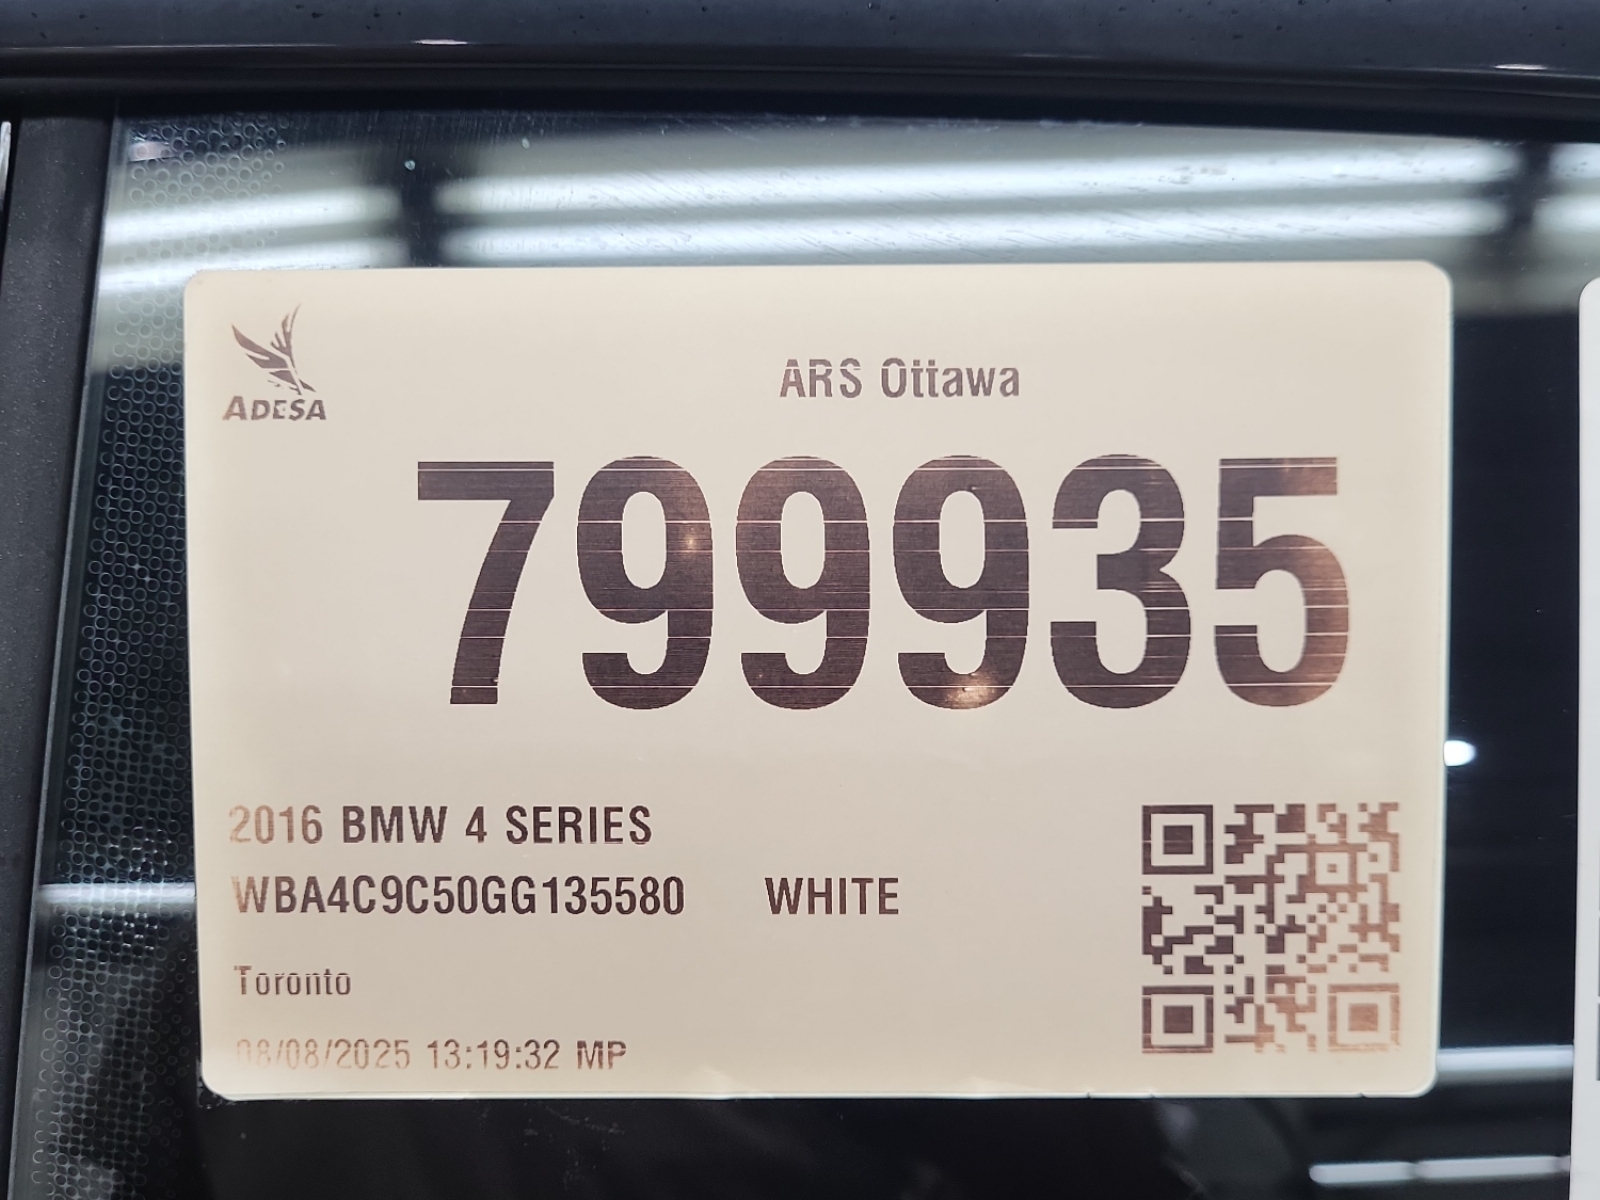 ADESA
ARS Ottawa
799935
2016 BMW 4 SERIES
WBA4C9C50GG135580 WHITE
Toronto
08/08/2025 13:19:32 MP